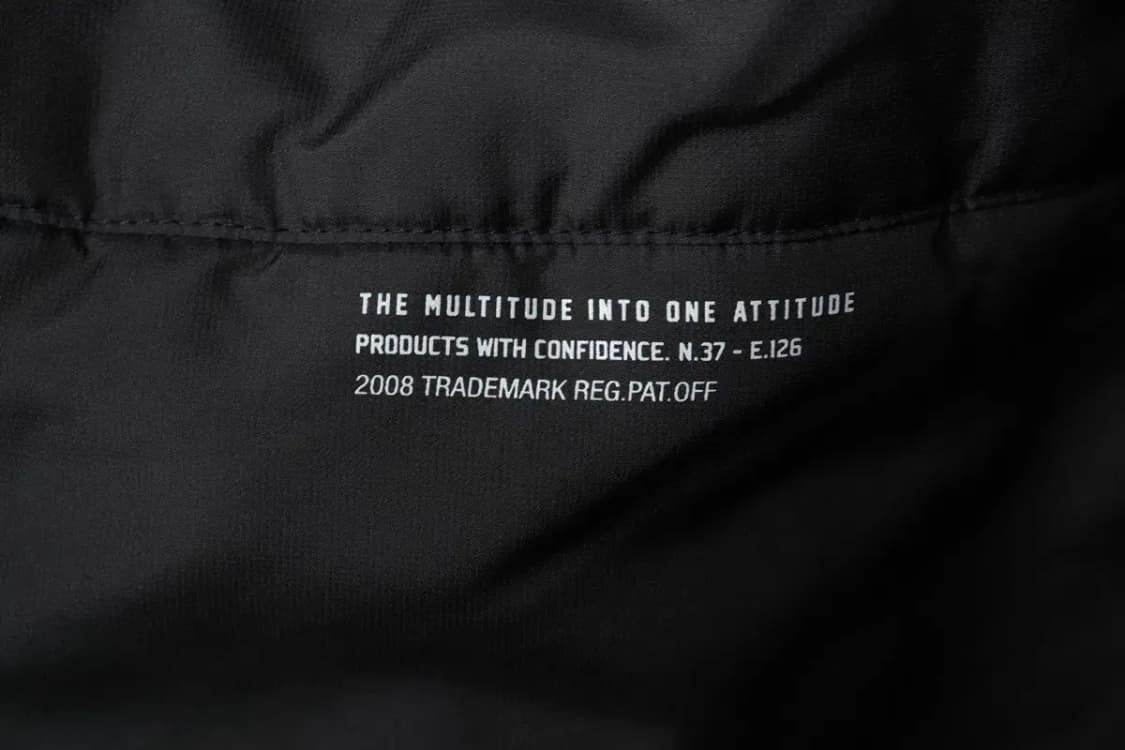 THE MULTITUDE INTO ONE ATTITUDE
PRODUCTS WITH CONFIDENCE. N.37 - E.126
2008 TRADEMARK REG.PAT.OFF